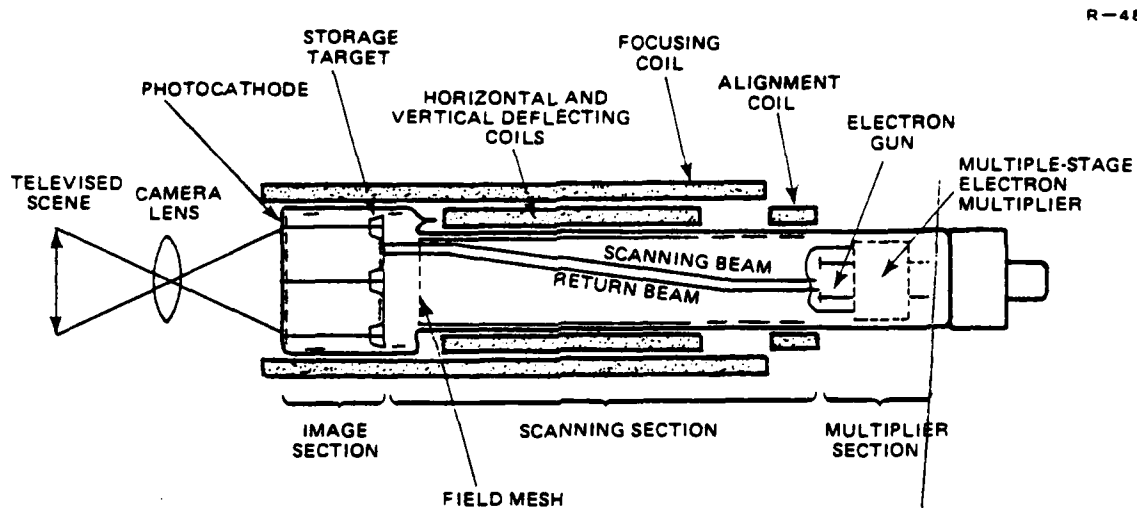 R-48
STORAGE
TARGET
PHOTOCATHODE
HORIZONTAL AND
VERTICAL DEFLECTING
COILS
FOCUSING
COIL
ALIGNMENT
COIL
ELECTRON
GUN
MULTIPLE-STAGE
ELECTRON
MULTIPLIER
TELEVISED
SCENE
CAMERA
LENS
SCANNING BEAM
RETURN BEAM
IMAGE
SECTION
SCANNING SECTION
MULTIPLIER
SECTION
FIELD MESH